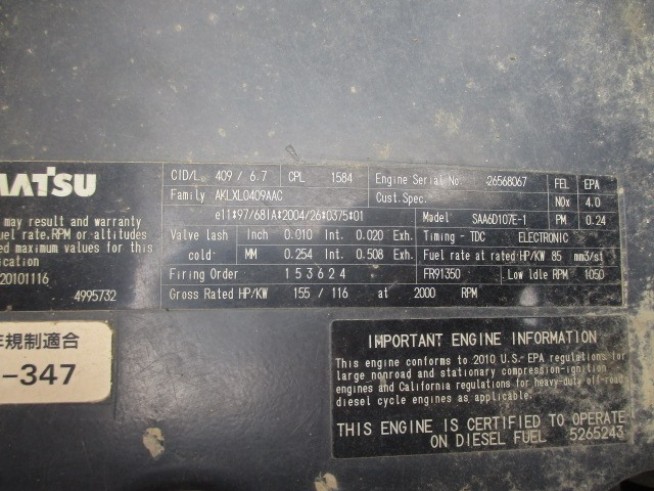 MATSU
may result and warranty
uel rate,RPM or altitudes
ed maximum values for this
ication
20101116
4995732
CID/L 409 / 6.7 CPL 1584 Engine Serial No. 26568067 FEL EPA
Family AKLXL0409AAC Cust.Spec. NOx 4.0
e11*97/68IA*2004/26*0375*01 Model SAA6D107E-1 PM 0.24
Valve lash Inch 0.010 Int. 0.020 Exh. Timing - TDC ELECTRONIC
cold MM 0.254 Int. 0.508 Exh. Fuel rate at rated HP/KW 85 mm3/st
Firing Order 1 5 3 6 2 4 FR91350 Low Idle RPM 1050
Gross Rated HP/KW 155 / 116 at 2000 RPM
年規制適合
-347
IMPORTANT ENGINE INFORMATION
This engine conforms to 2010 U.S. EPA regulations for
large nonroad and stationary compression-ignition
engines and California regulations for heavy-duty off-road
diesel cycle engines as applicable.
THIS ENGINE IS CERTIFIED TO OPERATE
ON DIESEL FUEL 5265243